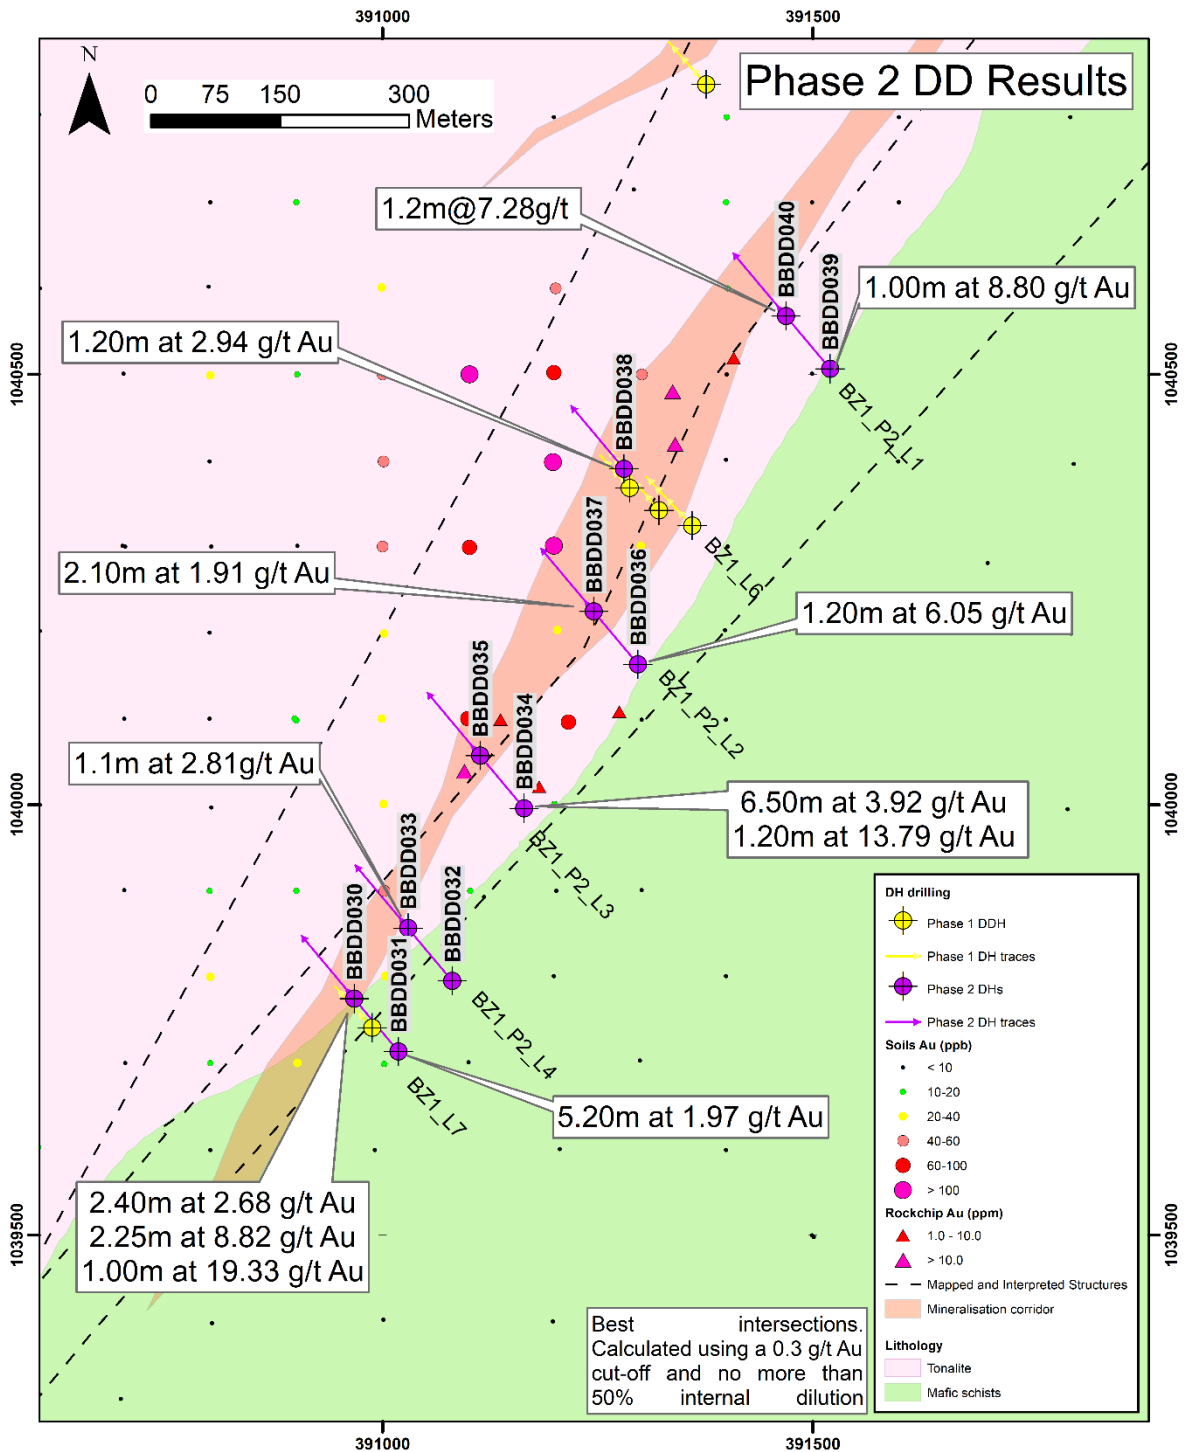 391000
391500
N
Phase 2 DD Results
0 75 150 300
Meters
1.2m@7.28g/t
BBDD040
BBDD039
1.00m at 8.80 g/t Au
1.20m at 2.94 g/t Au
1040500
1040500
BBDD038
BZ1_P2_L1
BBDD037
BBDD036
BZ1_L6
2.10m at 1.91 g/t Au
1.20m at 6.05 g/t Au
BBDD035
BBDD034
BZ1_P2_L2
1.1m at 2.81g/t Au
6.50m at 3.92 g/t Au
1.20m at 13.79 g/t Au
1040000
1040000
BBDD033
BBDD032
BZ1_P2_L3
BBDD030
BBDD031
BZ1_P2_L4
BZ1_L7
5.20m at 1.97 g/t Au
2.40m at 2.68 g/t Au
2.25m at 8.82 g/t Au
1.00m at 19.33 g/t Au
1039500
1039500
Best intersections.
Calculated using a 0.3 g/t Au
cut-off and no more than
50% internal dilution
DH drilling
Phase 1 DDH
Phase 1 DH traces
Phase 2 DHs
Phase 2 DH traces
Soils Au (ppb)
< 10
10-20
20-40
40-60
60-100
> 100
Rockchip Au (ppm)
1.0 - 10.0
> 10.0
Mapped and Interpreted Structures
Mineralisation corridor
Lithology
Tonalite
Mafic schists
391000
391500